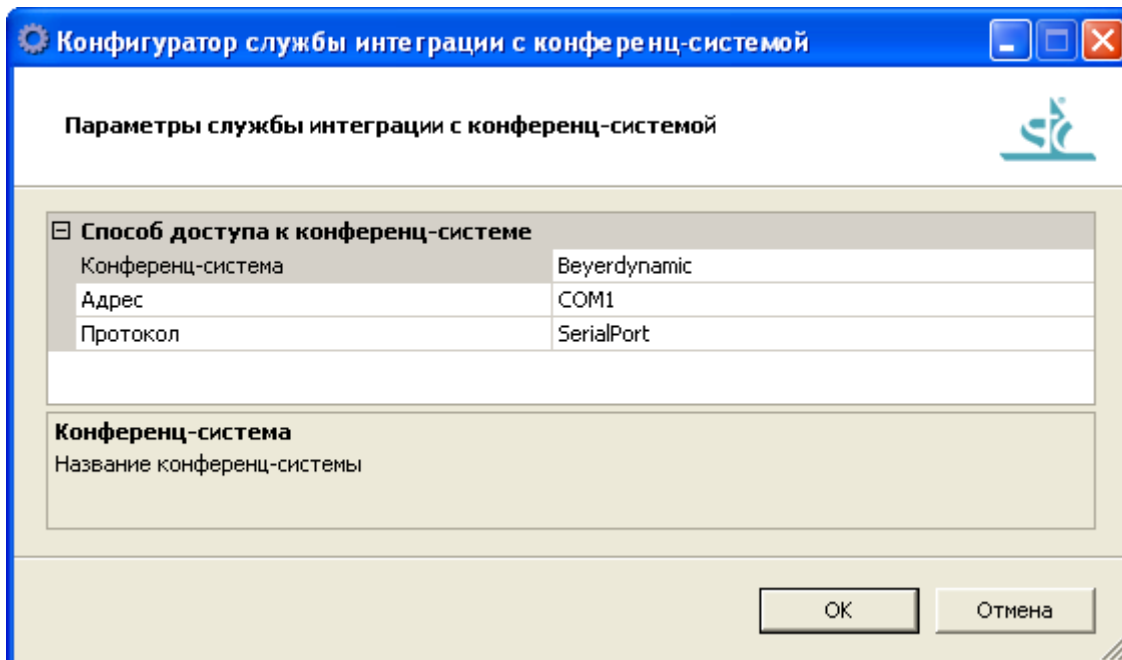 Конфигуратор службы интеграции с конференц-системой
Параметры службы интеграции с конференц-системой
Способ доступа к конференц-системе
Конференц-система Beyerdynamic
Адрес COM1
Протокол SerialPort
Конференц-система
Название конференц-системы
OK Отмена